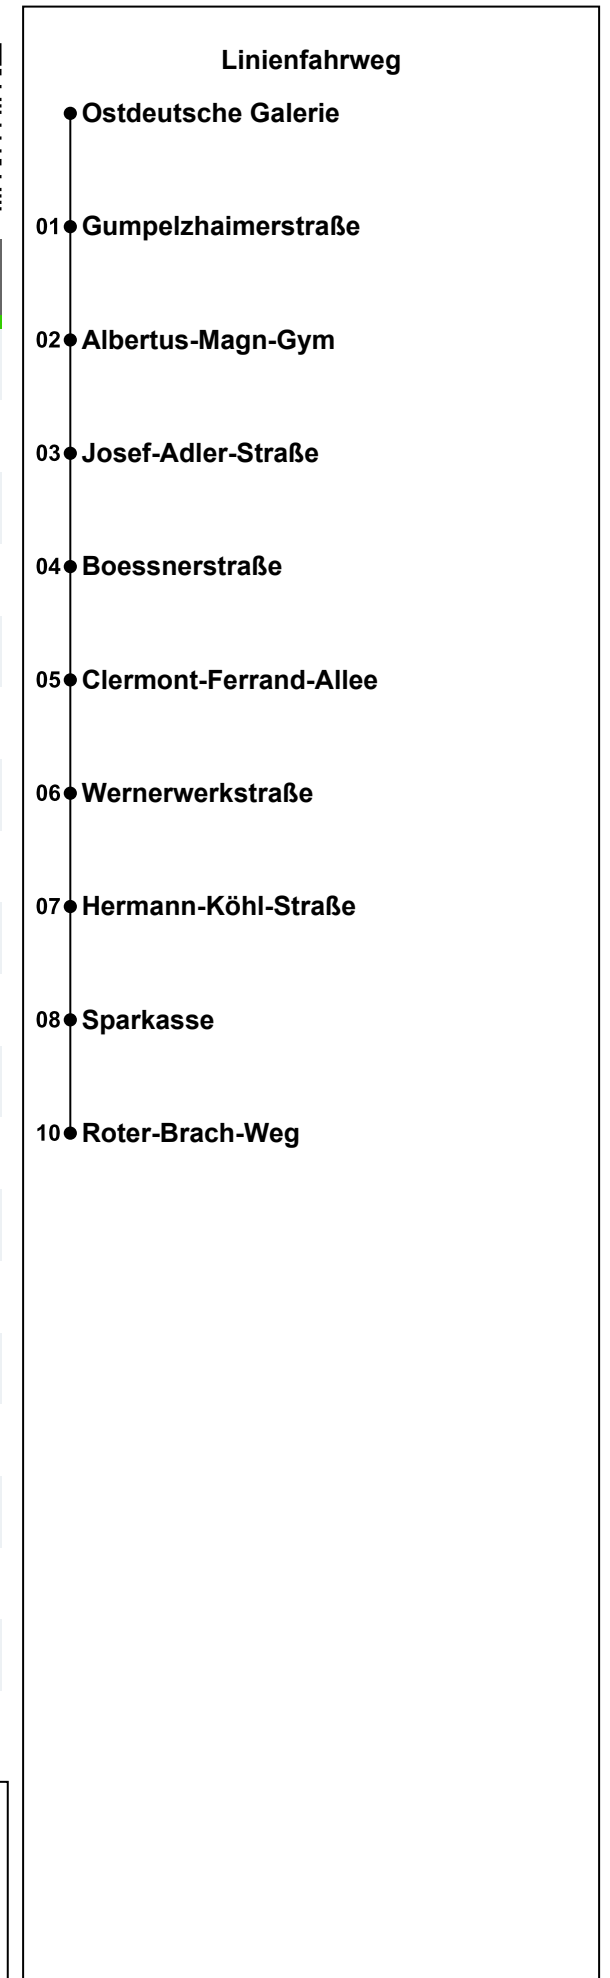 Linienfahrweg
Ostdeutsche Galerie
01 Gumpelzhaimerstraße
02 Albertus-Magn-Gym
03 Josef-Adler-Straße
04 Boessnerstraße
05 Clermont-Ferrand-Allee
06 Wernerwerkstraße
07 Hermann-Köhl-Straße
08 Sparkasse
10 Roter-Brach-Weg